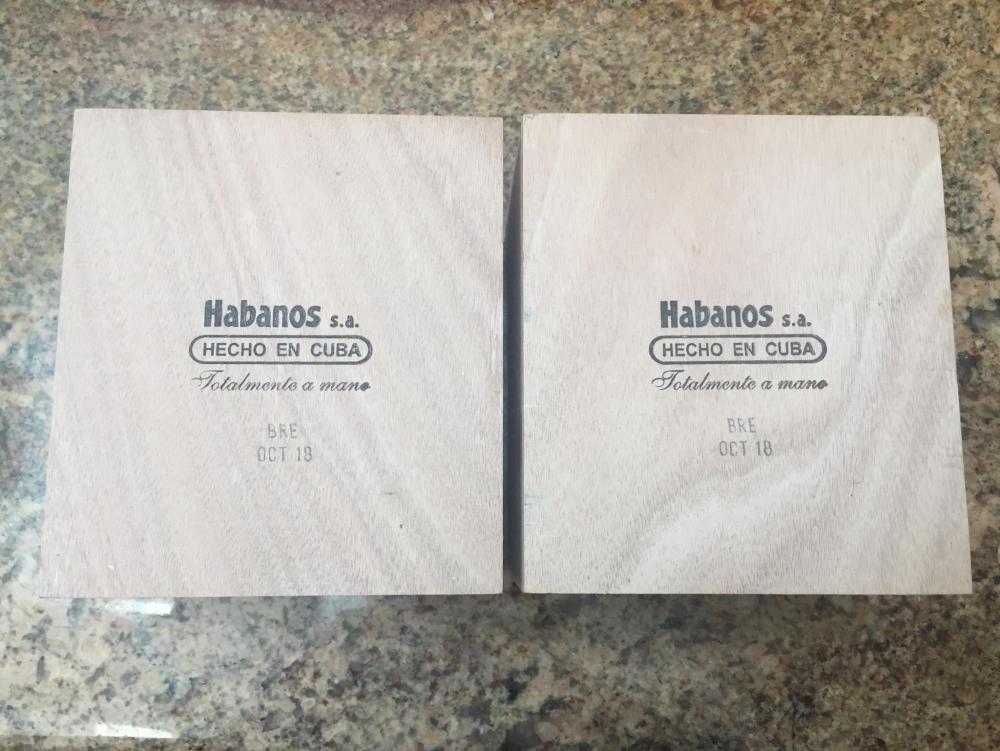 Habanos s.a.
HECHO EN CUBA
Totalmente a mano
BRE
OCT 18
Habanos s.a.
HECHO EN CUBA
Totalmente a mano
BRE
OCT 18